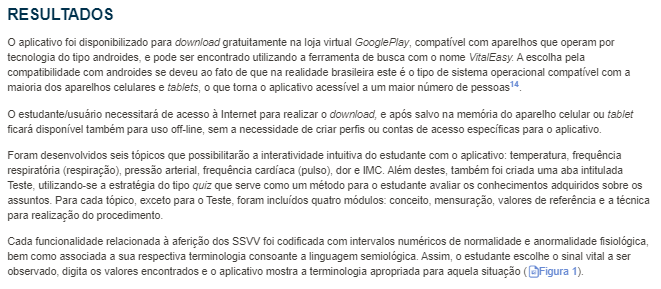 RESULTADOS
O aplicativo foi disponibilizado para download gratuitamente na loja virtual GooglePlay, compatível com aparelhos que operam por
tecnologia do tipo androides, e pode ser encontrado utilizando a ferramenta de busca com o nome VitalEasy. A escolha pela
compatibilidade com androides se deveu ao fato de que na realidade brasileira este é o tipo de sistema operacional compatível com a
maioria dos aparelhos celulares e tablets, o que torna o aplicativo acessível a um maior número de pessoas14.
O estudante/usuário necessitará de acesso à Internet para realizar o download, e após salvo na memória do aparelho celular ou tablet
ficará disponível também para uso off-line, sem a necessidade de criar perfis ou contas de acesso específicas para o aplicativo.
Foram desenvolvidos seis tópicos que possibilitarão a interatividade intuitiva do estudante com o aplicativo: temperatura, frequência
respiratória (respiração), pressão arterial, frequência cardíaca (pulso), dor e IMC. Além destes, também foi criada uma aba intitulada
Teste, utilizando-se a estratégia do tipo quiz que serve como um método para o estudante avaliar os conhecimentos adquiridos sobre os
assuntos. Para cada tópico, exceto para o Teste, foram incluídos quatro módulos: conceito, mensuração, valores de referência e a técnica
para realização do procedimento.
Cada funcionalidade relacionada à aferição dos SSVV foi codificada com intervalos numéricos de normalidade e anormalidade fisiológica,
bem como associada a sua respectiva terminologia consoante a linguagem semiológica. Assim, o estudante escolhe o sinal vital a ser
observado, digita os valores encontrados e o aplicativo mostra a terminologia apropriada para aquela situação (Figura 1).